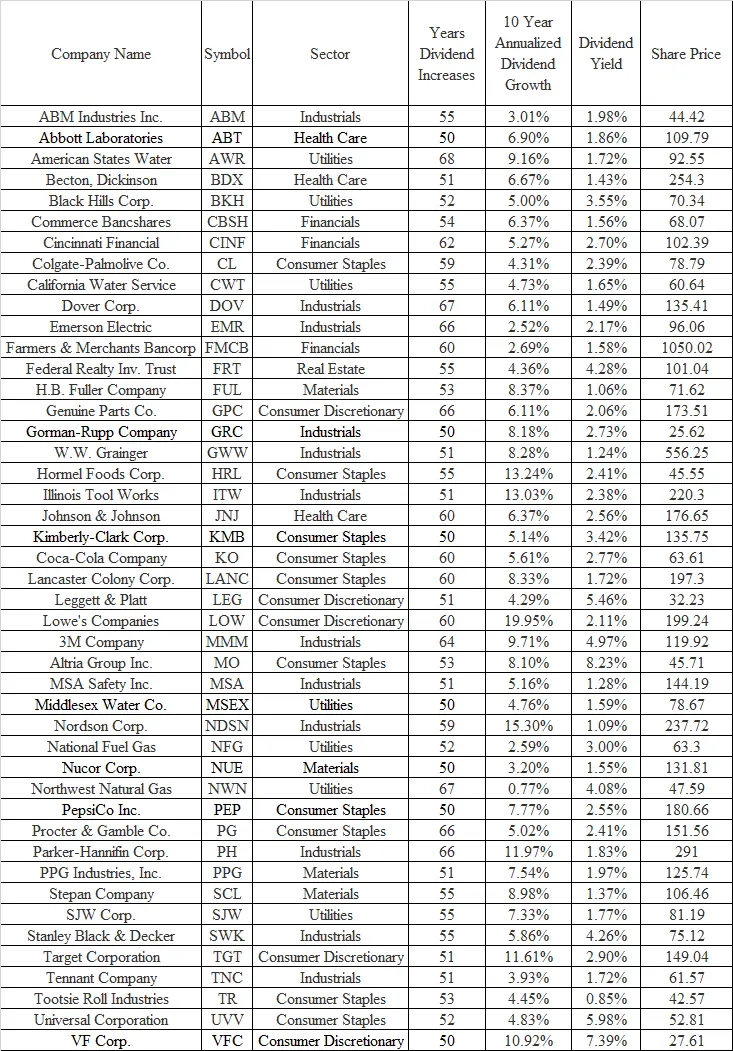 Company Name Symbol Sector Years Dividend Increases 10 Year Annualized Dividend Growth Dividend Yield Share Price
ABM Industries Inc. ABM Industrials 55 3.01% 1.98% 44.42
Abbott Laboratories ABT Health Care 50 6.90% 1.86% 109.79
American States Water AWR Utilities 68 9.16% 1.72% 92.55
Becton, Dickinson BDX Health Care 51 6.67% 1.43% 254.3
Black Hills Corp. BKH Utilities 52 5.00% 3.55% 70.34
Commerce Bancshares CBSH Financials 54 6.37% 1.56% 68.07
Cincinnati Financial CINF Financials 62 5.27% 2.70% 102.39
Colgate-Palmolive Co. CL Consumer Staples 59 4.31% 2.39% 78.79
California Water Service CWT Utilities 55 4.73% 1.65% 60.64
Dover Corp. DOV Industrials 67 6.11% 1.49% 135.41
Emerson Electric EMR Industrials 66 2.52% 2.17% 96.06
Farmers & Merchants Bancorp FMCB Financials 60 2.69% 1.58% 1050.02
Federal Realty Inv. Trust FRT Real Estate 55 4.36% 4.28% 101.04
H.B. Fuller Company FUL Materials 53 8.37% 1.06% 71.62
Genuine Parts Co. GPC Consumer Discretionary 66 6.11% 2.06% 173.51
Gorman-Rupp Company GRC Industrials 50 8.18% 2.73% 25.62
W.W. Grainger GWW Industrials 51 8.28% 1.24% 556.25
Hormel Foods Corp. HRL Consumer Staples 55 13.24% 2.41% 45.55
Illinois Tool Works ITW Industrials 51 13.03% 2.38% 220.3
Johnson & Johnson JNJ Health Care 60 6.37% 2.56% 176.65
Kimberly-Clark Corp. KMB Consumer Staples 50 5.14% 3.42% 135.75
Coca-Cola Company KO Consumer Staples 60 5.61% 2.77% 63.61
Lancaster Colony Corp. LANC Consumer Staples 60 8.33% 1.72% 197.3
Leggett & Platt LEG Consumer Discretionary 51 4.29% 5.46% 32.23
Lowe's Companies LOW Consumer Discretionary 60 19.95% 2.11% 199.24
3M Company MMM Industrials 64 9.71% 4.97% 119.92
Altria Group Inc. MO Consumer Staples 53 8.10% 8.23% 45.71
MSA Safety Inc. MSA Industrials 51 5.16% 1.28% 144.19
Middlesex Water Co. MSEX Utilities 50 4.76% 1.59% 78.67
Nordson Corp. NDSN Industrials 59 15.30% 1.09% 237.72
National Fuel Gas NFG Utilities 52 2.59% 3.00% 63.3
Nucor Corp. NUE Materials 50 3.20% 1.55% 131.81
Northwest Natural Gas NWN Utilities 67 0.77% 4.08% 47.59
PepsiCo Inc. PEP Consumer Staples 50 7.77% 2.55% 180.66
Procter & Gamble Co. PG Consumer Staples 66 5.02% 2.41% 151.56
Parker-Hannifin Corp. PH Industrials 66 11.97% 1.83% 291
PPG Industries, Inc. PPG Materials 51 7.54% 1.97% 125.74
Stepan Company SCL Materials 55 8.98% 1.37% 106.46
SJW Corp. SJW Utilities 55 7.33% 1.77% 81.19
Stanley Black & Decker SWK Industrials 55 5.86% 4.26% 75.12
Target Corporation TGT Consumer Discretionary 51 11.61% 2.90% 149.04
Tennant Company TNC Industrials 51 3.93% 1.72% 61.57
Tootsie Roll Industries TR Consumer Staples 53 4.45% 0.85% 42.57
Universal Corporation UVV Consumer Staples 52 4.83% 5.98% 52.81
VF Corp. VFC Consumer Discretionary 50 10.92% 7.39% 27.61